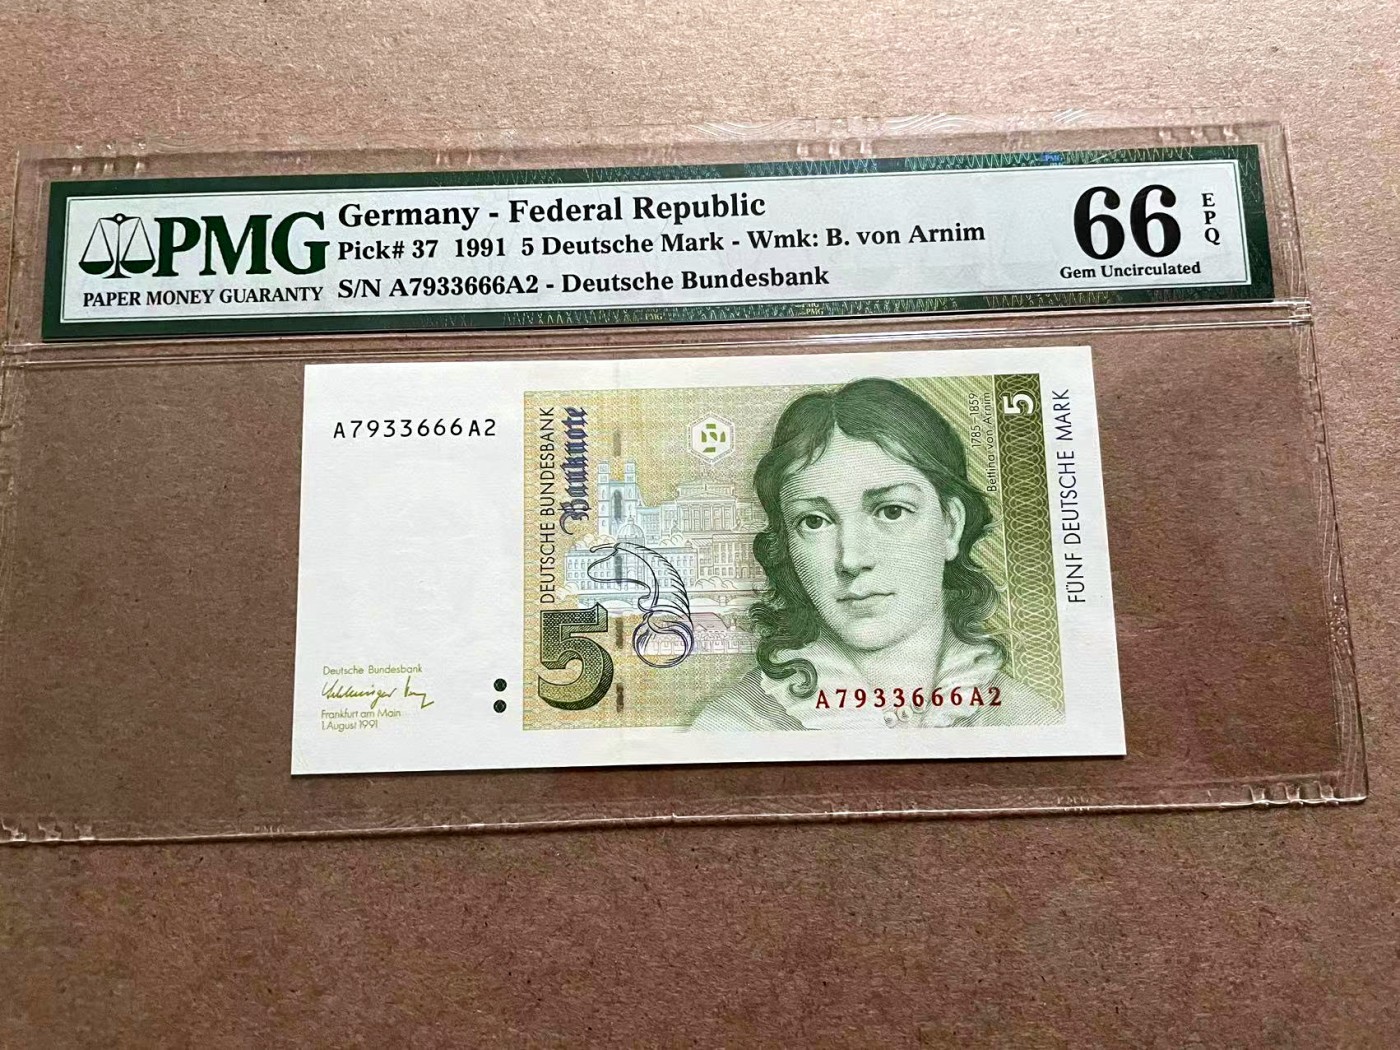 PMG
PAPER MONEY GUARANTY
Germany - Federal Republic
Pick# 37 1991 5 Deutsche Mark - Wmk: B. von Arnim
S/N A7933666A2 - Deutsche Bundesbank
66
EPQ
Gem Uncirculated
A7933666A2
DEUTSCHE BUNDESBANK
Banknote
5
1785-1859
Bettina von Arnim
5
FÜNF DEUTSCHE MARK
Deutsche Bundesbank
Frankfurt am Main
1. August 1991
A7933666A2